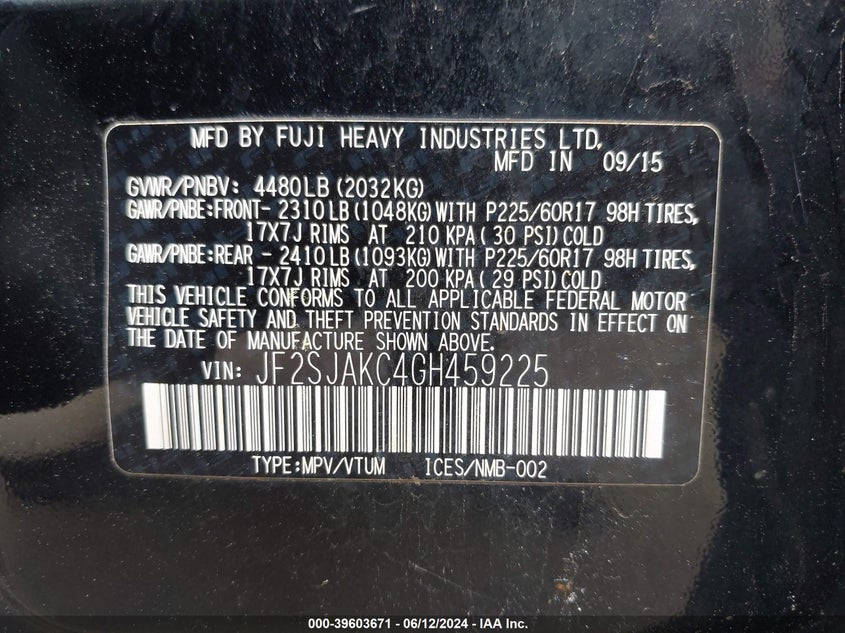 MFD BY FUJI HEAVY INDUSTRIES LTD.
MFD IN 09/15
GVWR/PNBV: 4480LB (2032KG)
GAWR/PNBE:FRONT- 2310LB(1048KG)WITH P225/60R17 98H TIRES,
17X7J RIMS AT 210 KPA( 30 PSI)COLD
GAWR/PNBE:REAR - 2410LB(1093KG)WITH P225/60R17 98H TIRES,
17X7J RIMS AT 200 KPA( 29 PSI)COLD
THIS VEHICLE CONFORMS TO ALL APPLICABLE FEDERAL MOTOR
VEHICLE SAFETY AND THEFT PREVENTION STANDARDS IN EFFECT ON
THE DATE OF MANUFACTURE SHOWN ABOVE.
VIN: JF2SJAKC4GH459225
TYPE:MPV/VTUM ICES/NMB-002
000-39603671 - 06/12/2024 - IAA Inc.